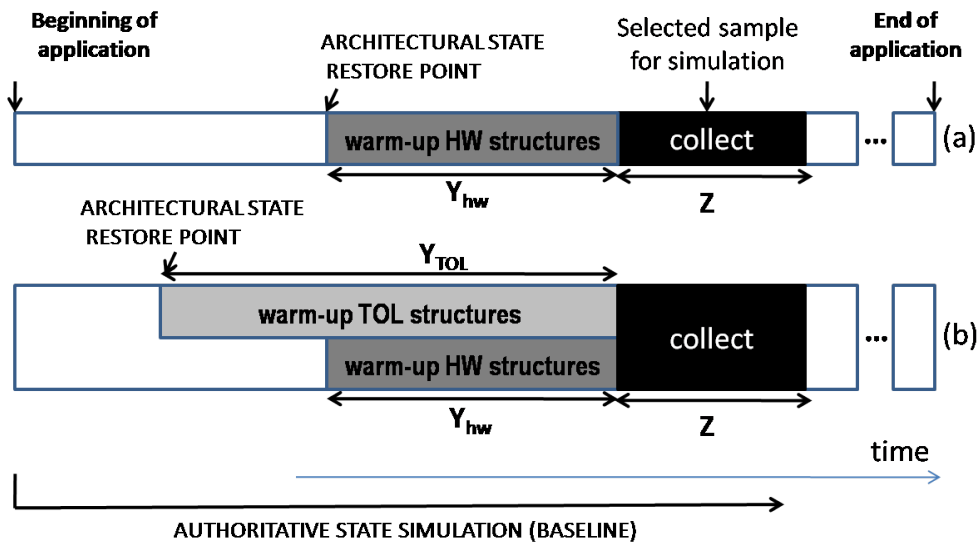 Beginning of
application
ARCHITECTURAL STATE
RESTORE POINT
Selected sample
for simulation
End of
application
warm-up HW structures
collect
...
(a)
Yhw
Z
ARCHITECTURAL STATE
RESTORE POINT
YTOL
warm-up TOL structures
warm-up HW structures
collect
...
(b)
Yhw
Z
time
AUTHORITATIVE STATE SIMULATION (BASELINE)